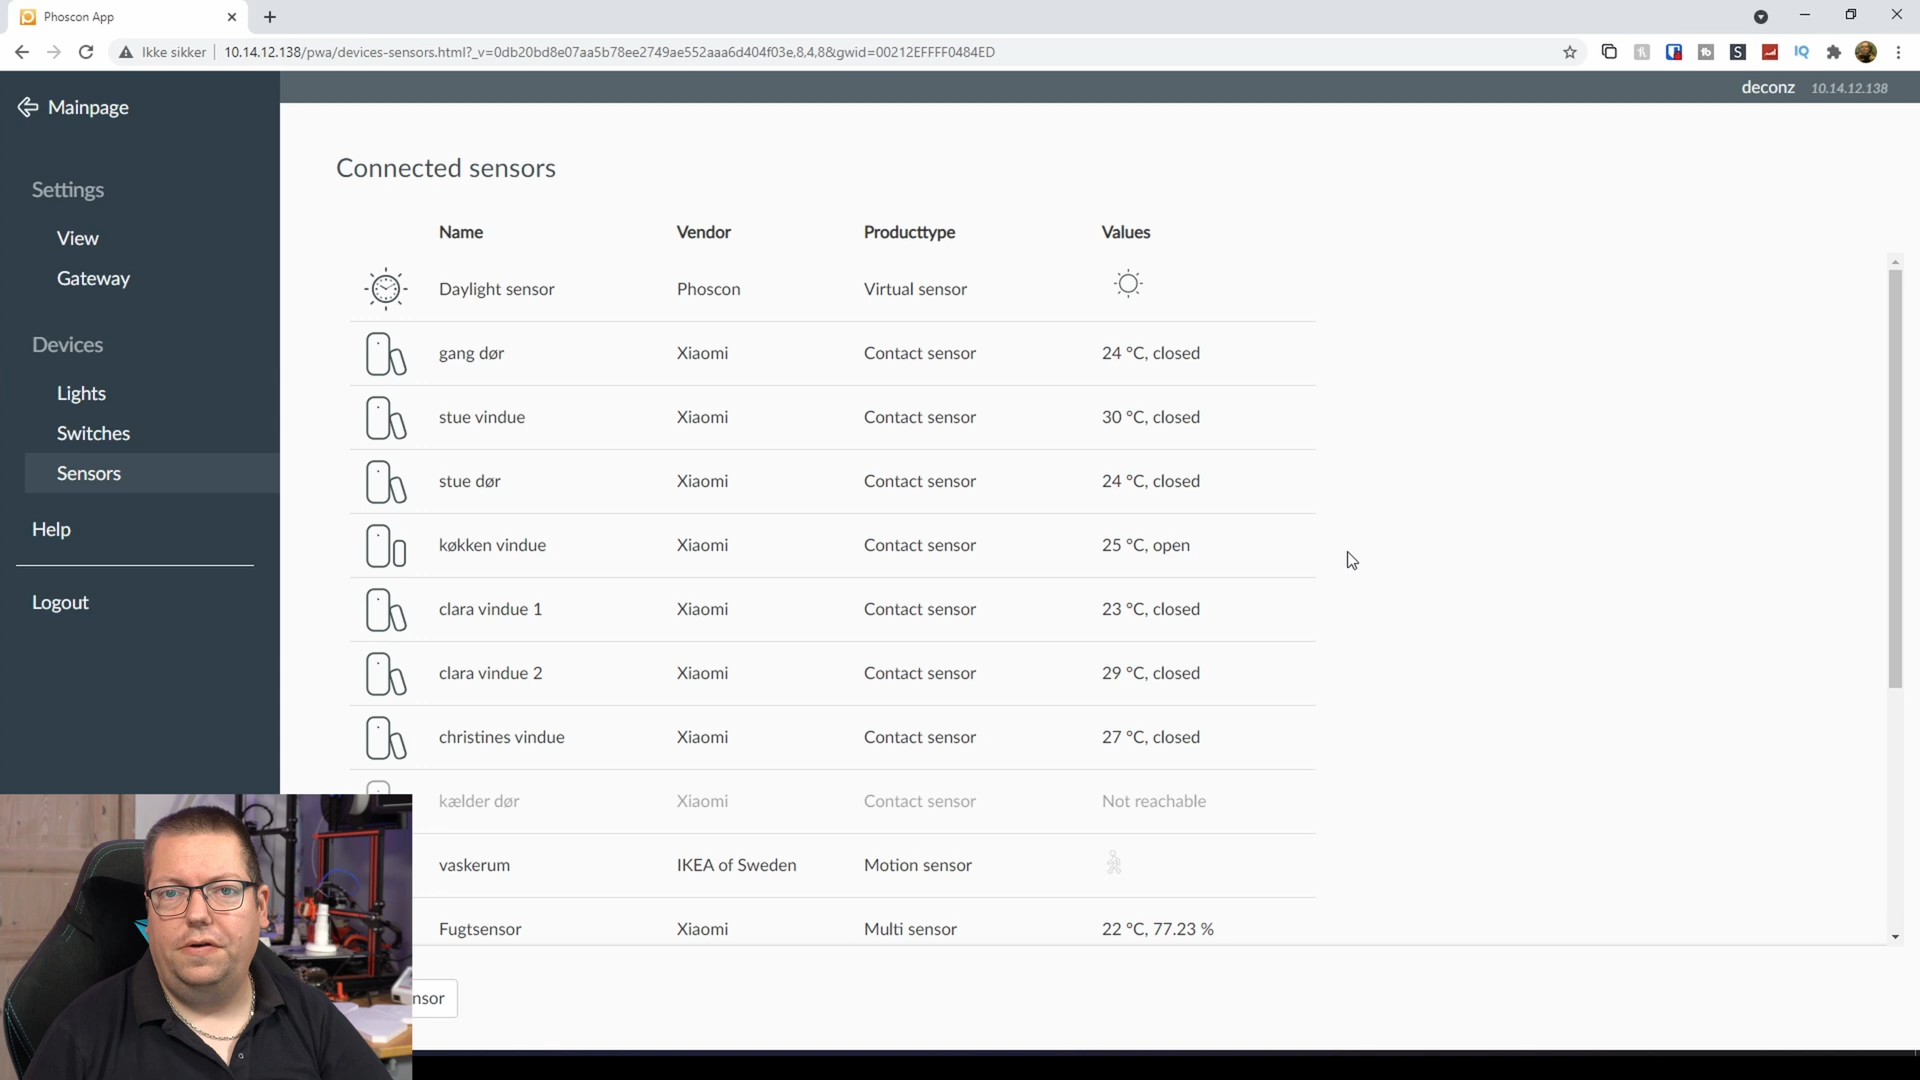 Phoscon App
Ikke sikker
10.14.12.138/pwa/devices-sensors.html?_v=0db20bd8e07aa5b78ee2749ae552aaa6d404f03e,8,4,8&gwid=00212EFFFF0484ED
deconz 10.14.12.138
Mainpage
Settings
View
Gateway
Devices
Lights
Switches
Sensors
Help
Logout
Connected sensors
Name Vendor Producttype Values
Daylight sensor Phoscon Virtual sensor
gang dør Xiaomi Contact sensor 24 °C, closed
stue vindue Xiaomi Contact sensor 30 °C, closed
stue dør Xiaomi Contact sensor 24 °C, closed
køkken vindue Xiaomi Contact sensor 25 °C, open
clara vindue 1 Xiaomi Contact sensor 23 °C, closed
clara vindue 2 Xiaomi Contact sensor 29 °C, closed
christines vindue Xiaomi Contact sensor 27 °C, closed
kælder dør Xiaomi Contact sensor Not reachable
vaskerum IKEA of Sweden Motion sensor
Fugtsensor Xiaomi Multi sensor 22 °C, 77.23 %
nsor